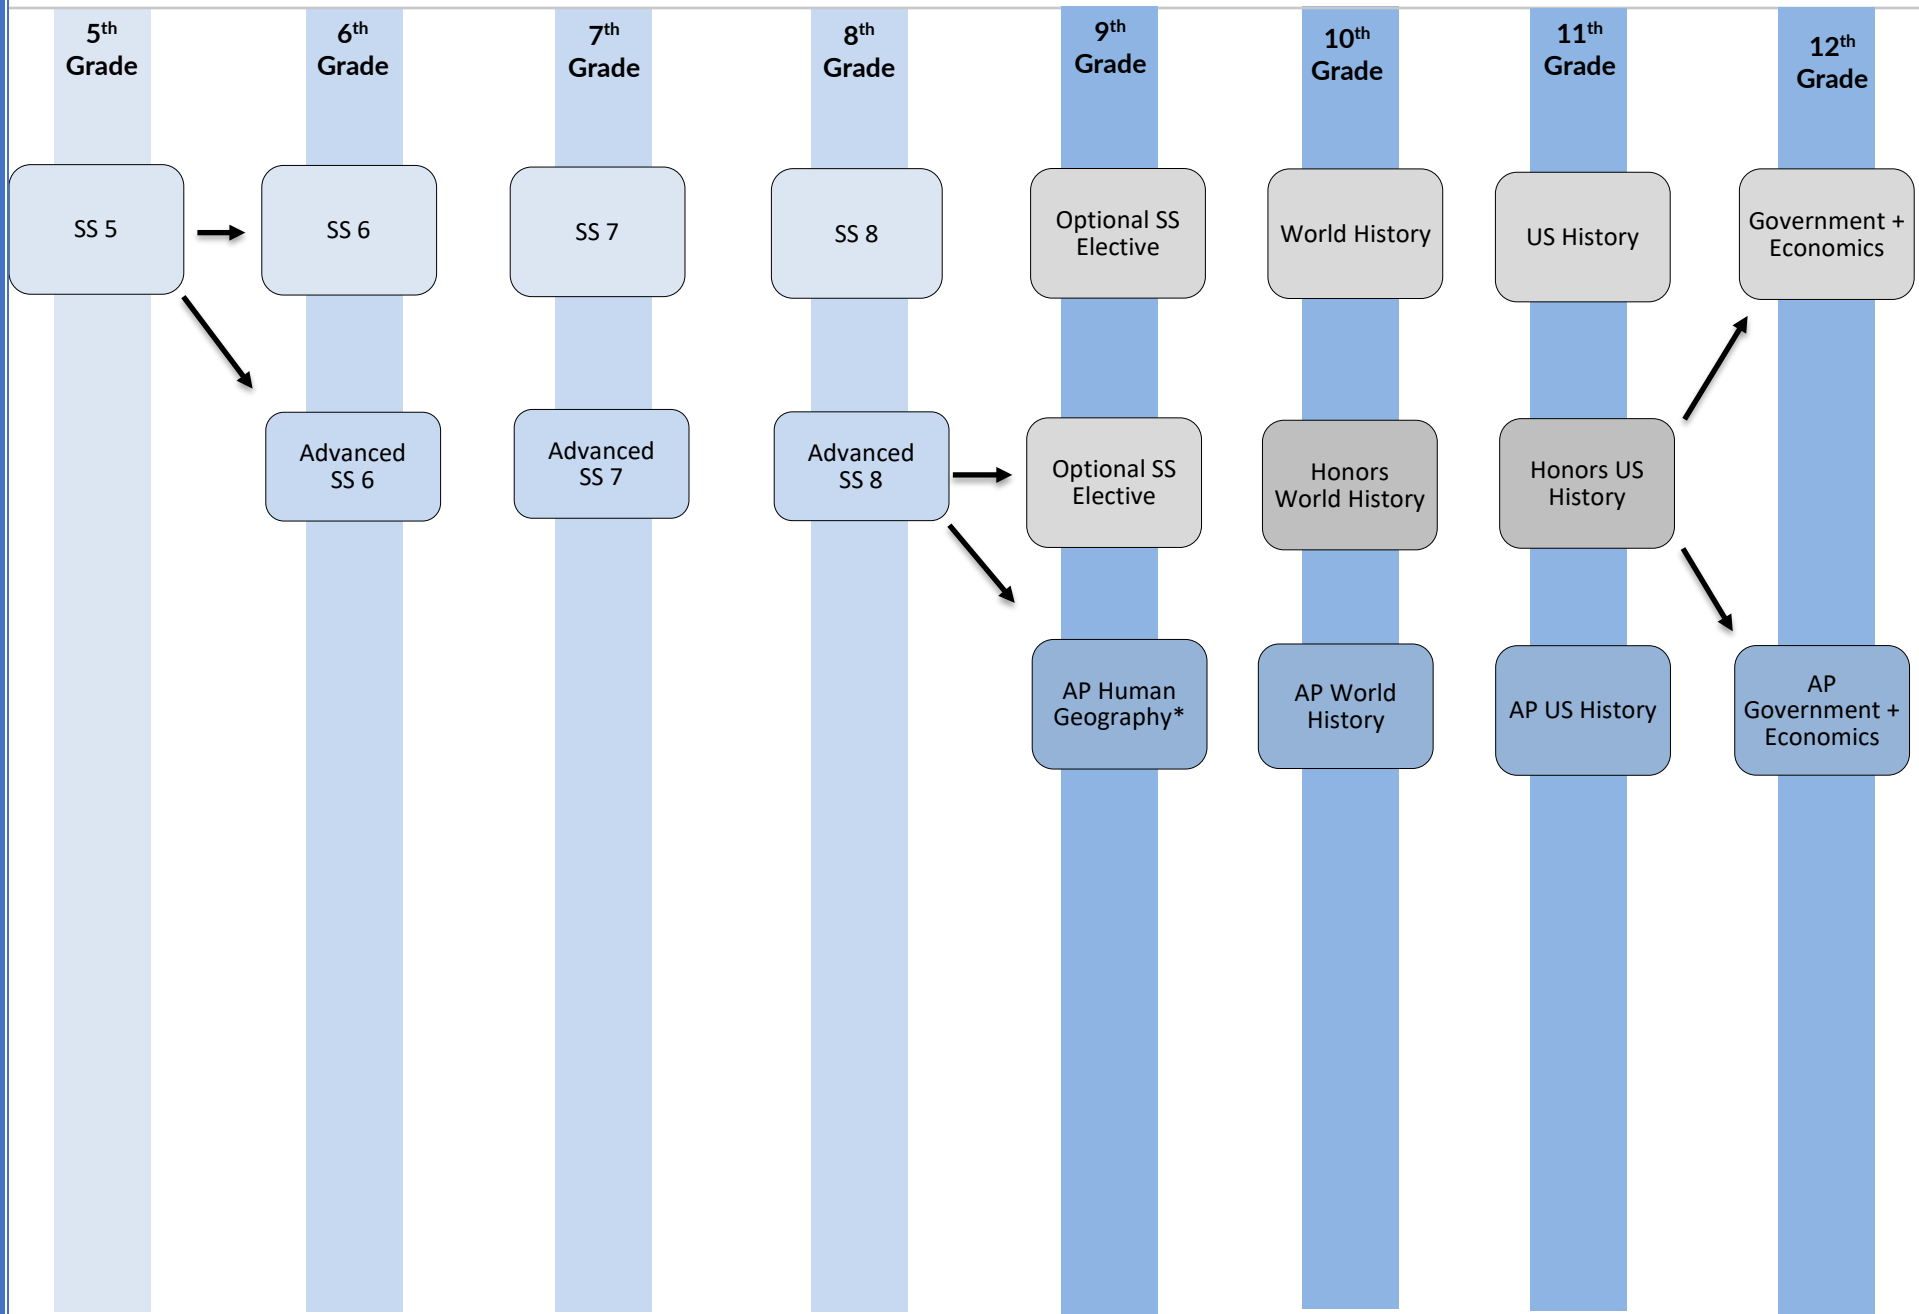 5th
Grade
6th
Grade
7th
Grade
8th
Grade
9th
Grade
10th
Grade
11th
Grade
12th
Grade
SS 5
SS 6
SS 7
SS 8
Optional SS
Elective
World History
US History
Government +
Economics
Advanced
SS 6
Advanced
SS 7
Advanced
SS 8
Optional SS
Elective
Honors
World History
Honors US
History
AP Human
Geography*
AP World
History
AP US History
AP
Government +
Economics